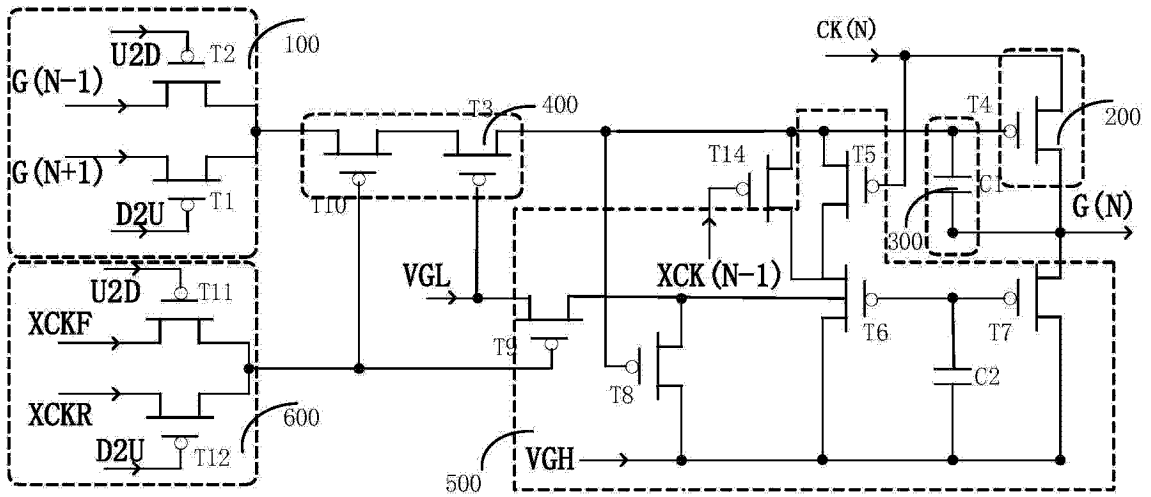 U2D
T2
100
G(N-1)
G(N+1)
T1
D2U
T3
400
T10
CK(N)
T4
200
T14
T5
C1
300
G(N)
XCK(N-1)
VGL
U2D
T11
XCKF
XCKR
T12
D2U
600
T9
T8
T6
T7
C2
500
VGH